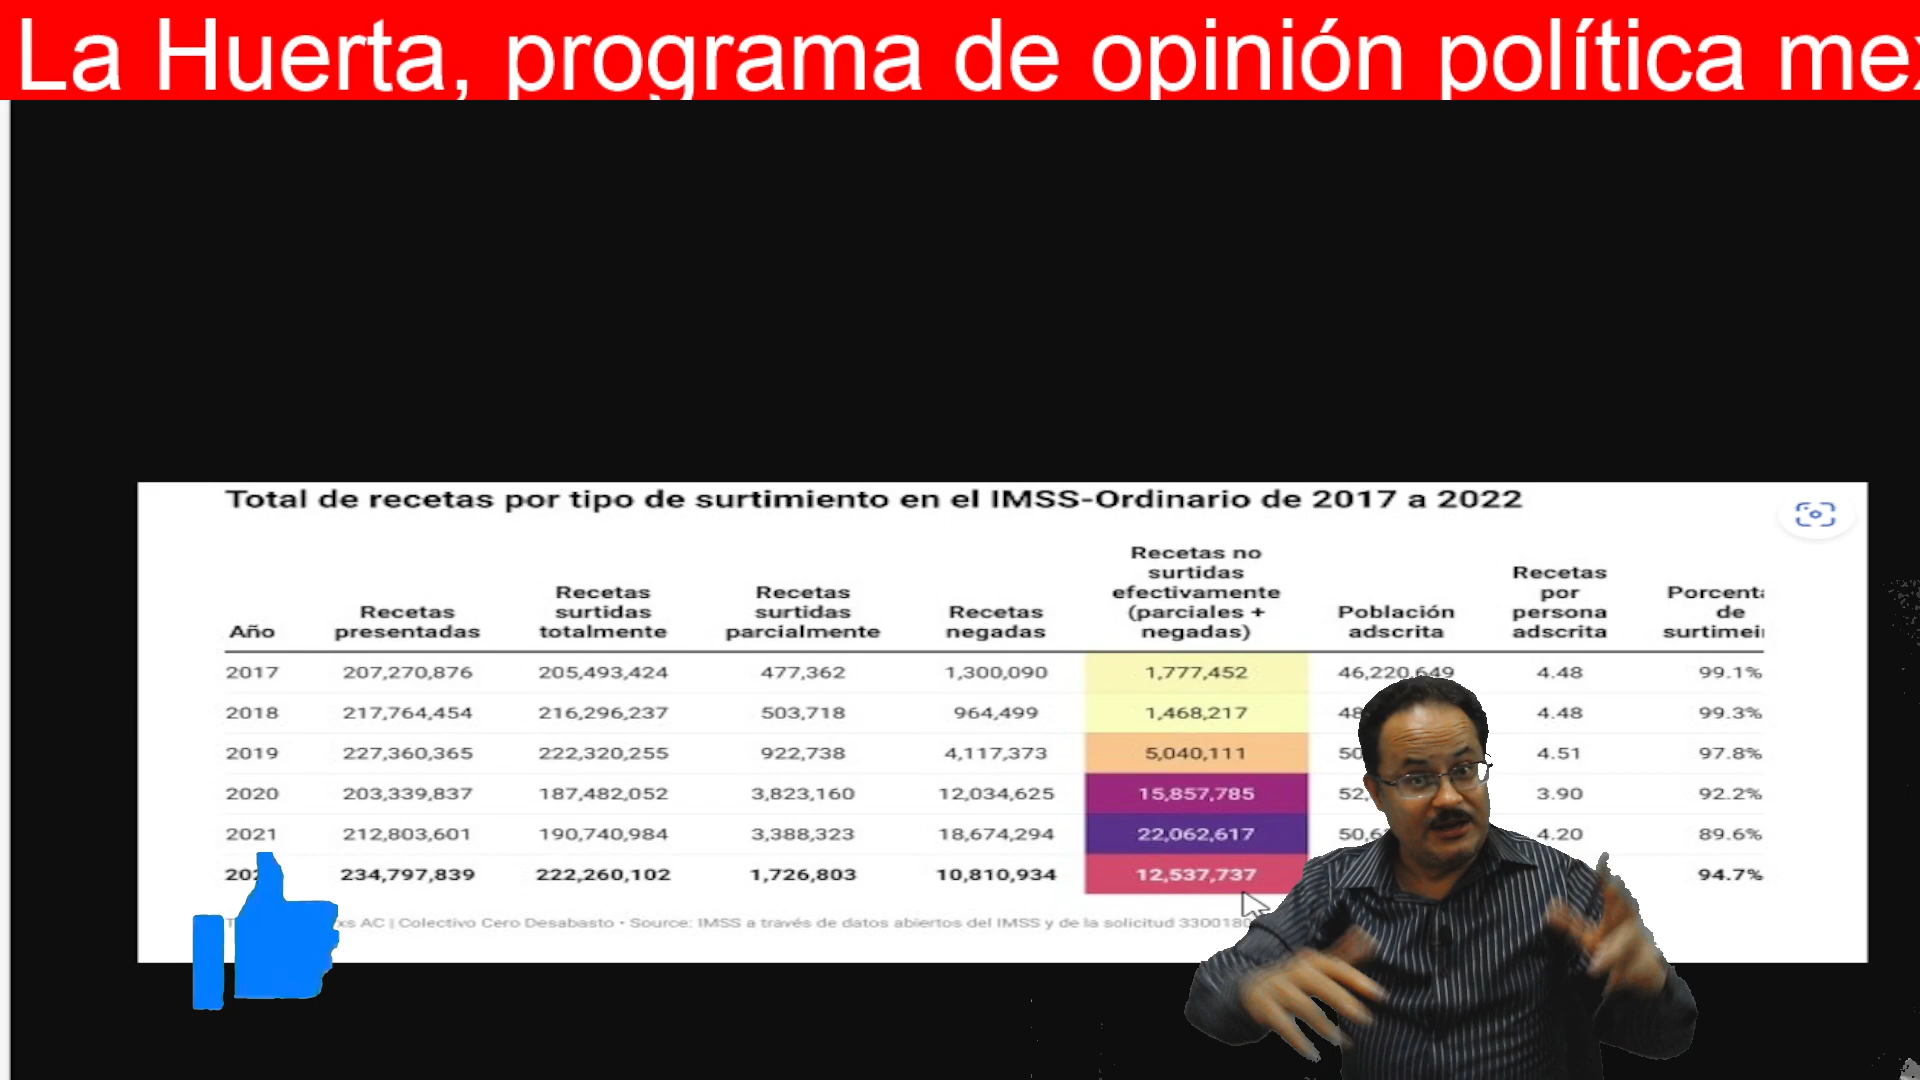 La Huerta, programa de opinión política
Total de recetas por tipo de surtimiento en el IMSS-Ordinario de 2017 a 2022
Año
Recetas presentadas
Recetas surtidas totalmente
Recetas surtidas parcialmente
Recetas negadas
Recetas no surtidas efectivamente (parciales + negadas)
Población adscrita
Recetas por persona adscrita
de
2017 207,270,876 205,493,424 477,362 1,300,090 1,777,452 46,220,649 4.48 99.1%
2018 217,764,454 216,296,237 503,718 964,499 1,468,217 4.48 99.3%
2019 227,360,365 222,320,255 922,738 4,117,373 5,040,111 4.51 97.8%
2020 203,339,837 187,482,052 3,823,160 12,034,625 15,857,785 3.90 92.2%
2021 212,803,601 190,740,984 3,388,323 18,674,294 22,062,617 4.20 89.6%
234,797,839 222,260,102 1,726,803 10,810,934 12,537,737 94.7%
AC | Colectivo Cero Desabasto • Source: IMSS a través de datos abiertos del IMSS y de la solicitud